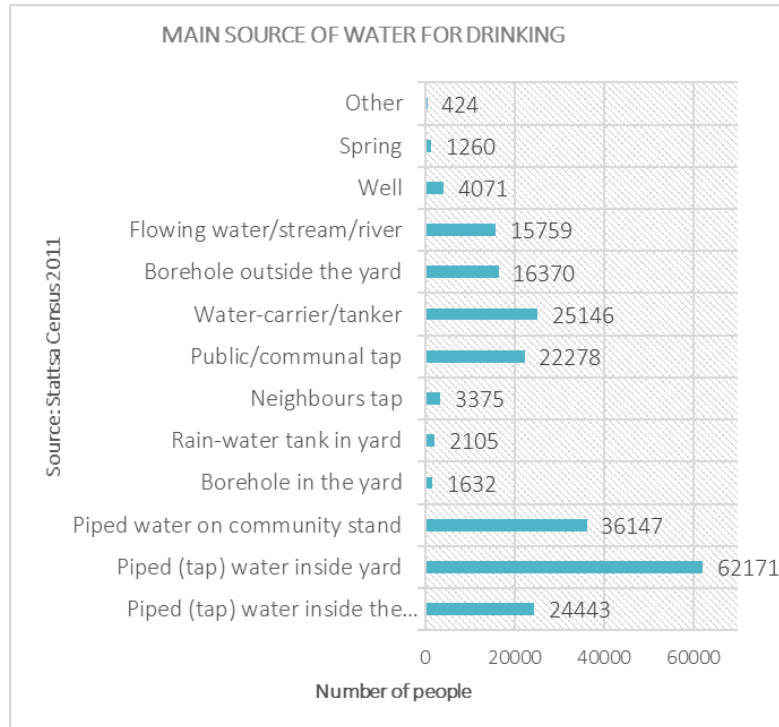 MAIN SOURCE OF WATER FOR DRINKING
Source: Stattsa Census 2011
Other 424
Spring 1260
Well 4071
Flowing water/stream/river 15759
Borehole outside the yard 16370
Water-carrier/tanker 25146
Public/communal tap 22278
Neighbours tap 3375
Rain-water tank in yard 2105
Borehole in the yard 1632
Piped water on community stand 36147
Piped (tap) water inside yard 62171
Piped (tap) water inside the... 24443
0 20000 40000 60000
Number of people